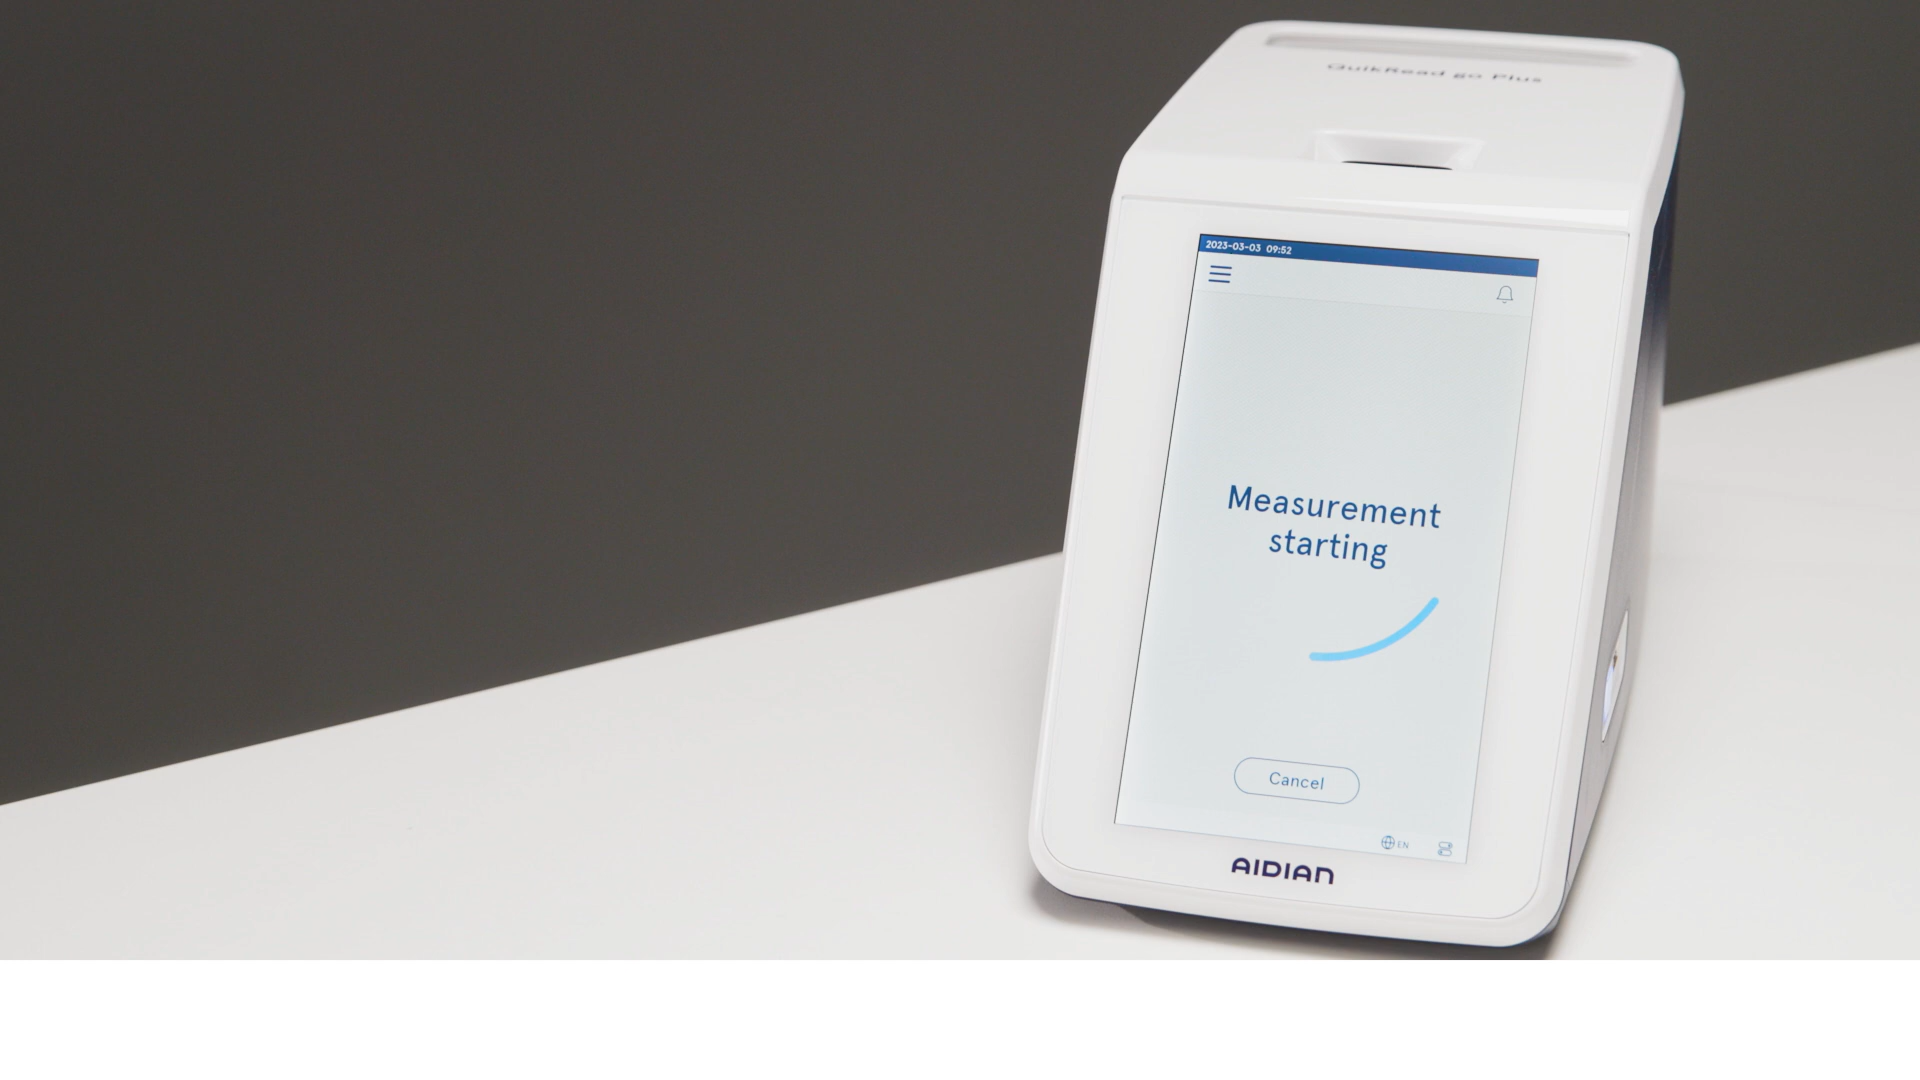 QuikRead go Plus
2023-03-03 09:52
Measurement
starting
Cancel
EN
AIDIAN